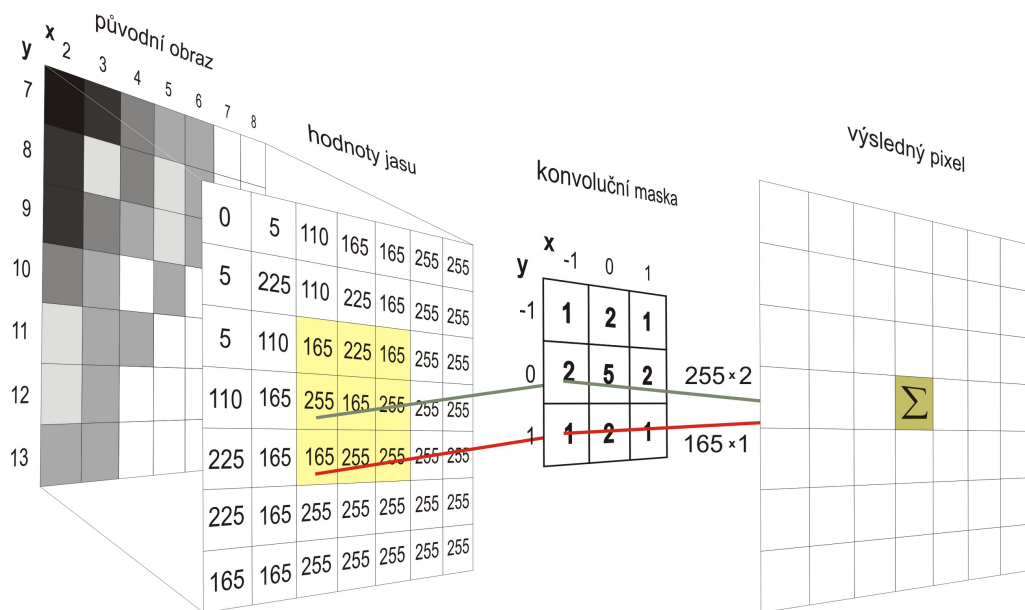 původní obraz
x
y
2 3 4 5 6 7 8
7
8
9
10
11
12
13
hodnoty jasu
0 5 110 165 165 255 255
5 225 110 225 165 255 255
5 110 165 225 165 255 255
110 165 255 165 255 255 255
225 165 165 255 255 255 255
225 165 255 255 255 255 255
165 165 255 255 255 255 255
konvoluční maska
x
y
-1 0 1
-1 1 2 1
0 2 5 2
1 1 2 1
255×2
165×1
výsledný pixel
Σ